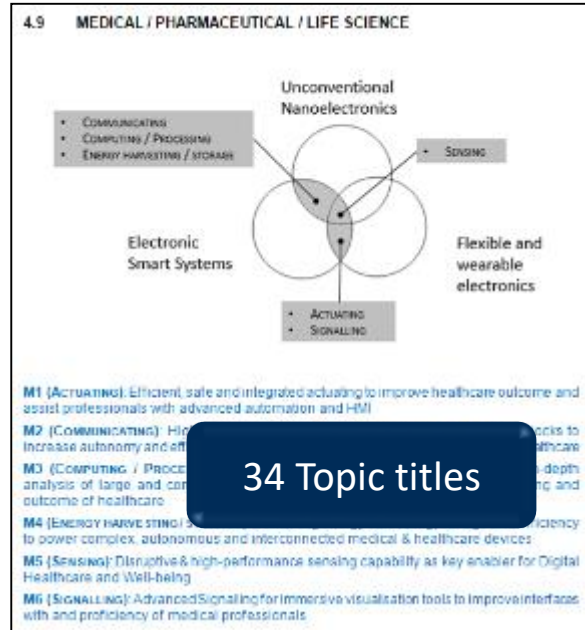 4.9 MEDICAL / PHARMACEUTICAL / LIFE SCIENCE
Unconventional
Nanoelectronics
• COMMUNICATING
• COMPUTING / PROCESSING
• ENERGY HARVESTING / STORAGE
• SENSING
Electronic
Smart Systems
Flexible and
wearable
electronics
• ACTUATING
• SIGNALLING
M1 (ACTUATING): Efficient, safe and integrated actuating to improve healthcare outcome and
assist professionals with advanced automation and HMI
M2 (COMMUNICATING): to
increase autonomy and
M3 (COMPUTING /
analysis of large and and
outcome of healthcare
34 Topic titles
M4 (ENERGY HARVESTING /
to power complex, autonomous and interconnected medical & healthcare devices
M5 (SENSING): Disruptive & high-performance sensing capability as key enabler for Digital
Healthcare and Well-being
M6 (SIGNALLING): Advanced Signalling for immersive visualisation tools to improve interfaces
with and proficiency of medical professionals